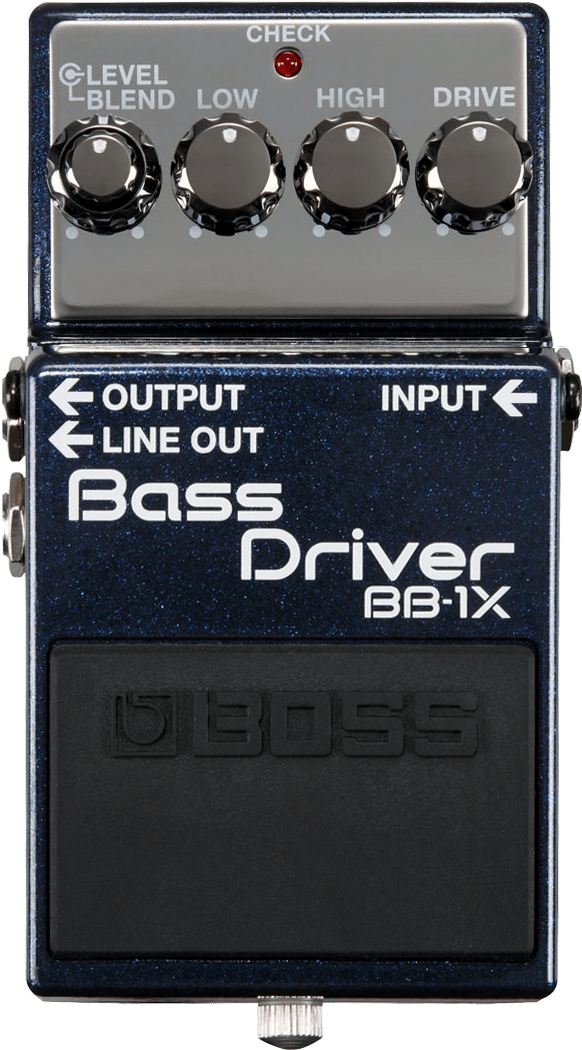 CHECK
LEVEL
BLEND LOW HIGH DRIVE
OUTPUT INPUT
LINE OUT
Bass
Driver
BB-1X
BOSS